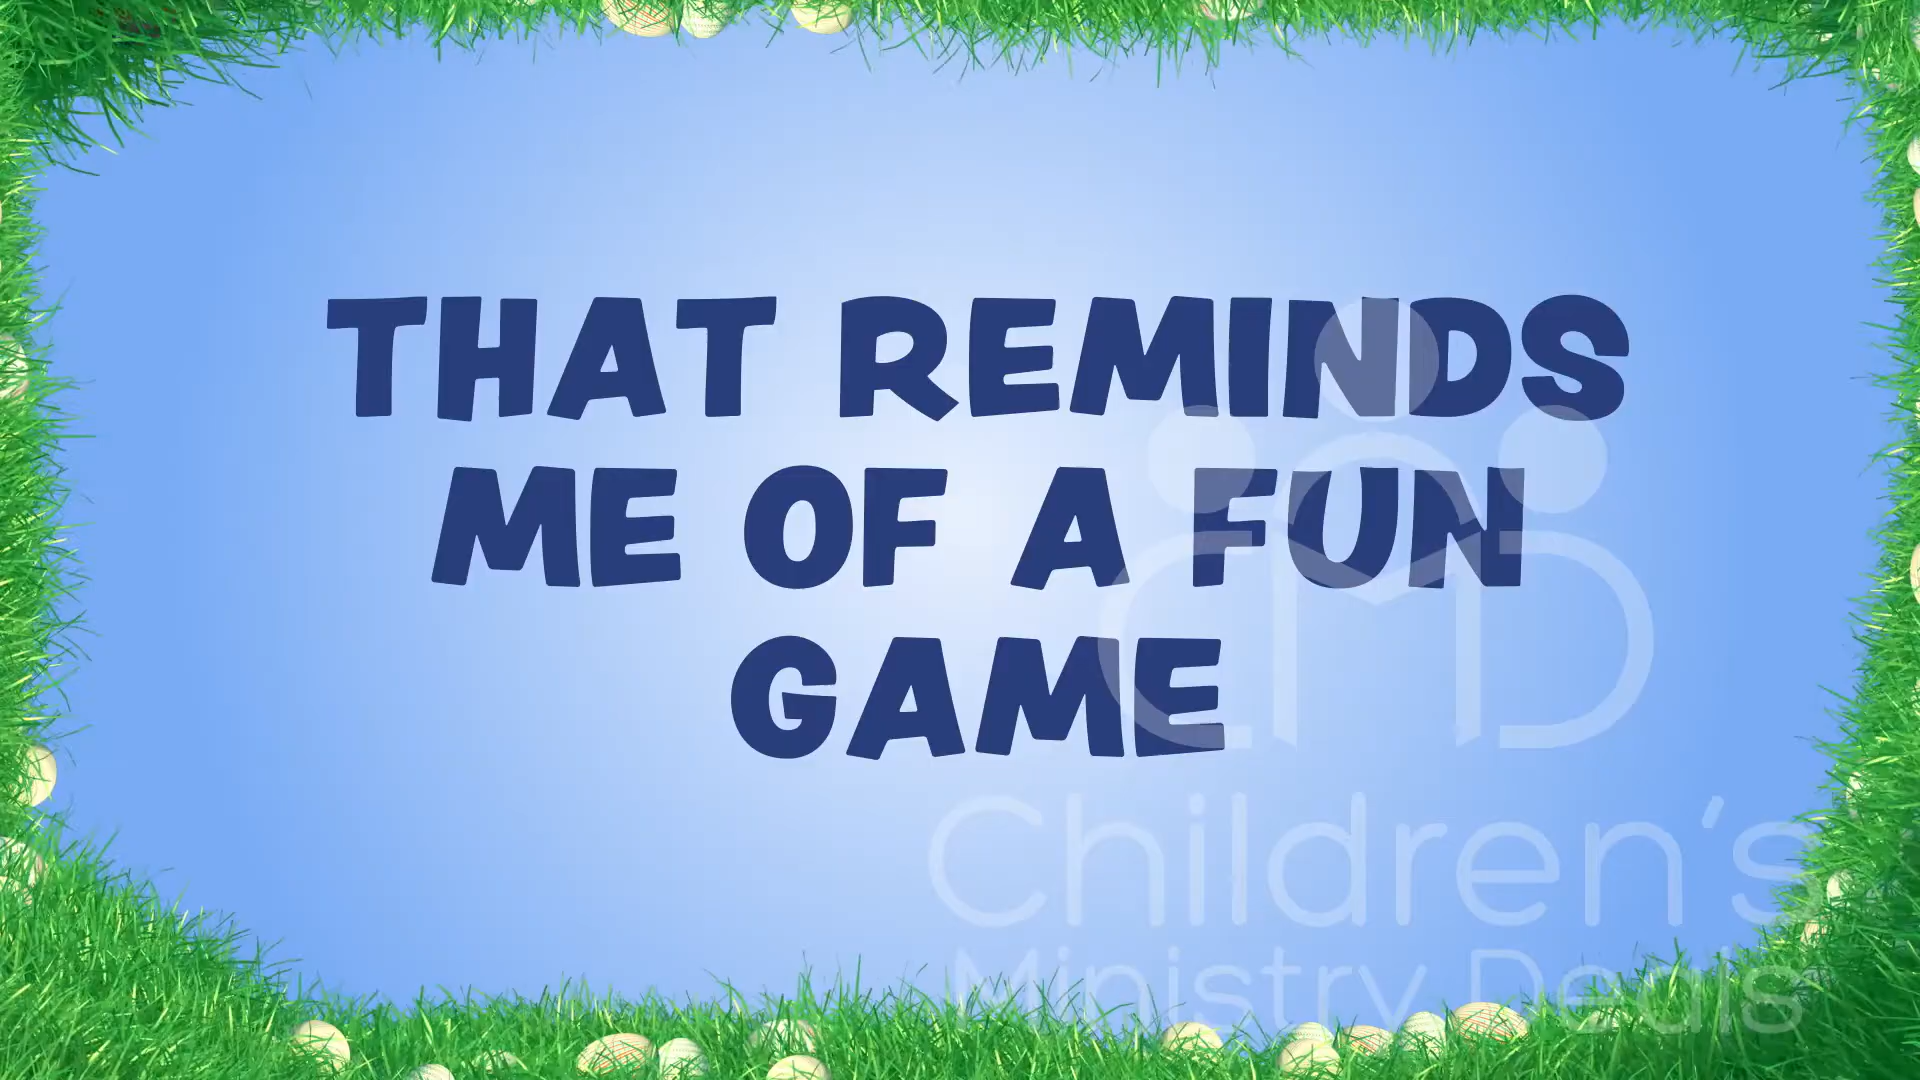 THAT REMINDS
ME OF A FUN
GAME
Children's
Ministry Deals